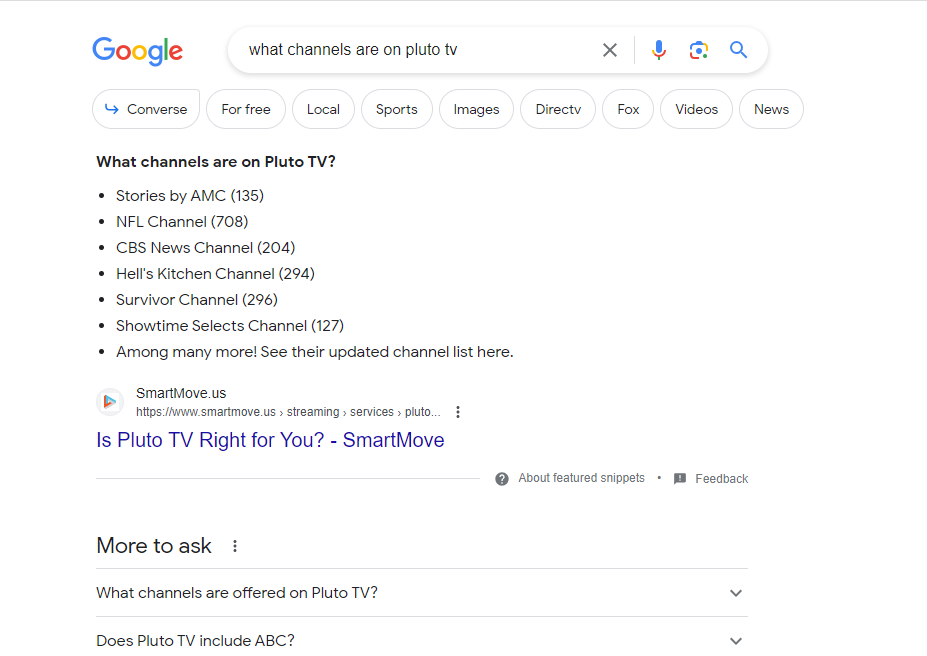 Google
what channels are on pluto tv
Converse For free Local Sports Images Directv Fox Videos News
What channels are on Pluto TV?
• Stories by AMC (135)
• NFL Channel (708)
• CBS News Channel (204)
• Hell's Kitchen Channel (294)
• Survivor Channel (296)
• Showtime Selects Channel (127)
• Among many more! See their updated channel list here.
SmartMove.us
https://www.smartmove.us › streaming › services › pluto...
Is Pluto TV Right for You? - SmartMove
About featured snippets • Feedback
More to ask
What channels are offered on Pluto TV?
Does Pluto TV include ABC?